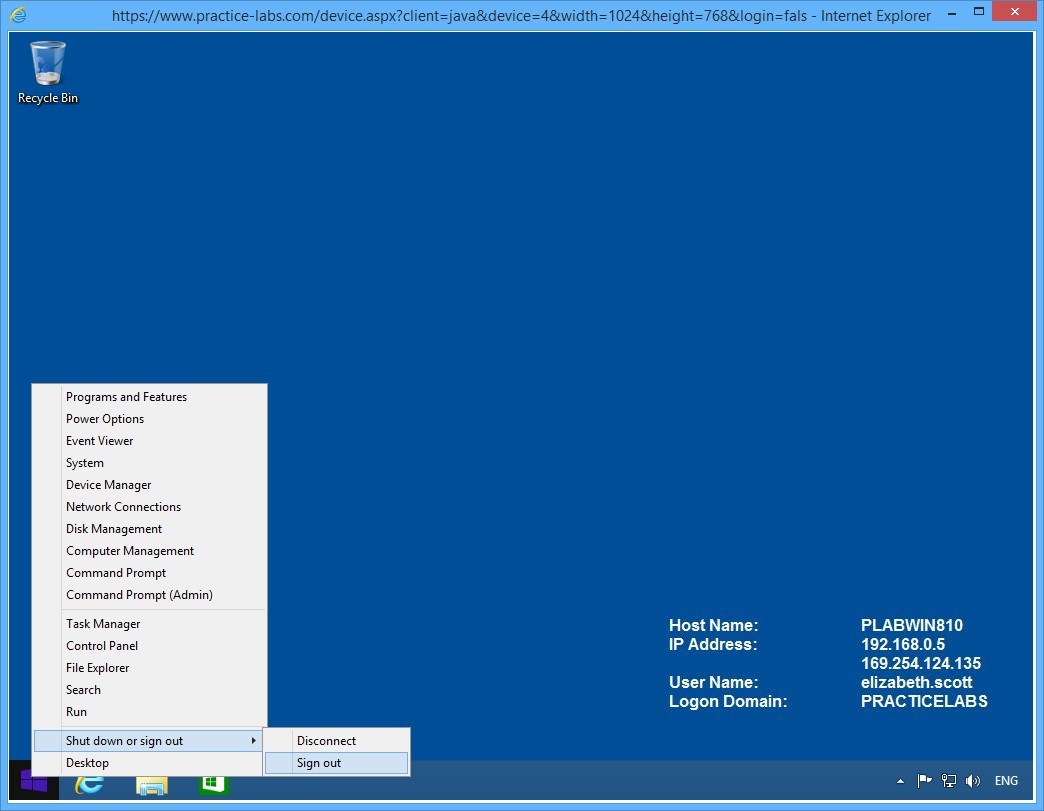 https://www.practice-labs.com/device.aspx?client=java&device=4&width=1024&height=768&login=fals - Internet Explorer
Recycle Bin
Programs and Features
Power Options
Event Viewer
System
Device Manager
Network Connections
Disk Management
Computer Management
Command Prompt
Command Prompt (Admin)
Task Manager
Control Panel
File Explorer
Search
Run
Shut down or sign out
Desktop
Disconnect
Sign out
Host Name: PLABWIN810
IP Address: 192.168.0.5
169.254.124.135
User Name: elizabeth.scott
Logon Domain: PRACTICELABS
ENG